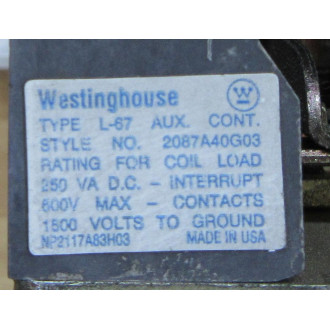 Westinghouse
TYPE L-67 AUX. CONT.
STYLE NO. 2087A40G03
RATING FOR COIL LOAD
250 VA D.C. - INTERRUPT
600V MAX - CONTACTS
1500 VOLTS TO GROUND
NP2117A83H03 MADE IN USA